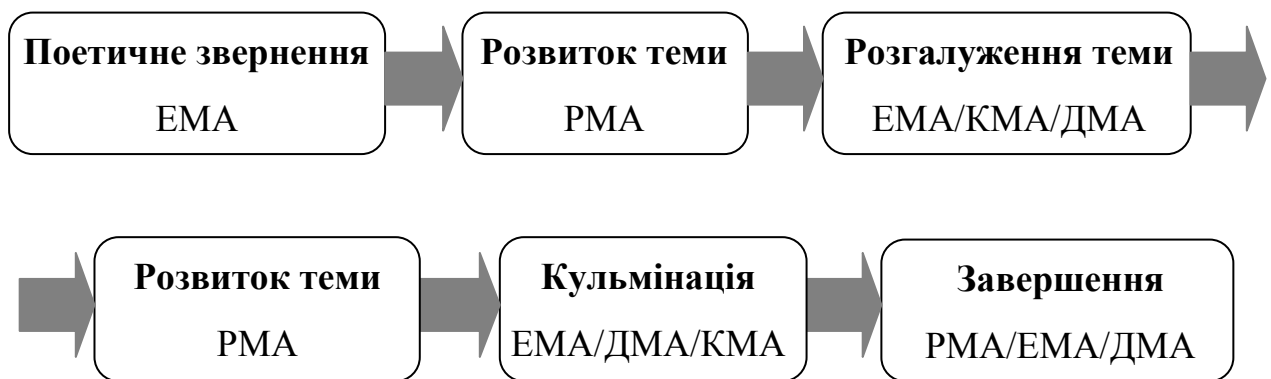 Поетичне звернення
ЕМА
Розвиток теми
РМА
Розгалуження теми
ЕМА/КМА/ДМА
Розвиток теми
РМА
Кульмінація
ЕМА/ДМА/КМА
Завершення
РМА/ЕМА/ДМА